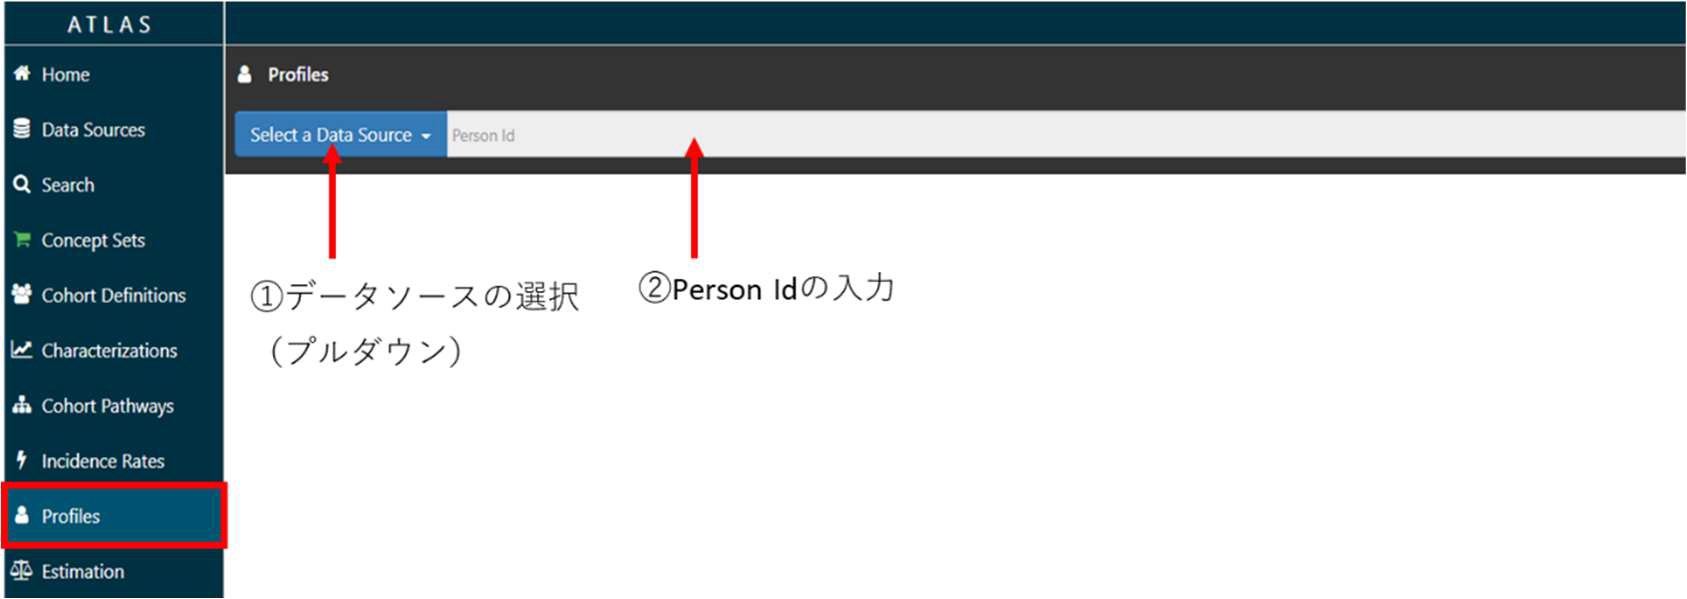 ATLAS
Home
Data Sources
Search
Concept Sets
Cohort Definitions
Characterizations
Cohort Pathways
Incidence Rates
Profiles
Estimation
Profiles
Select a Data Source
Person Id
①データソースの選択
（プルダウン）
②Person Idの入力